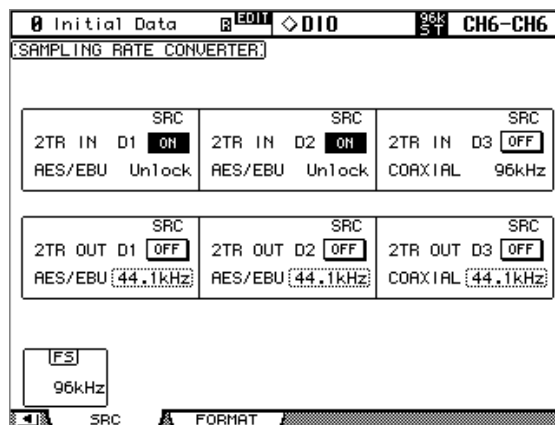 0 Initial Data EDIT ◇DIO 96k ST CH6-CH6
SAMPLING RATE CONVERTER
SRC SRC SRC
2TR IN D1 ON 2TR IN D2 ON 2TR IN D3 OFF
AES/EBU Unlock AES/EBU Unlock COAXIAL 96kHz
SRC SRC SRC
2TR OUT D1 OFF 2TR OUT D2 OFF 2TR OUT D3 OFF
AES/EBU 44.1kHz AES/EBU 44.1kHz COAXIAL 44.1kHz
FS
96kHz
SRC FORMAT